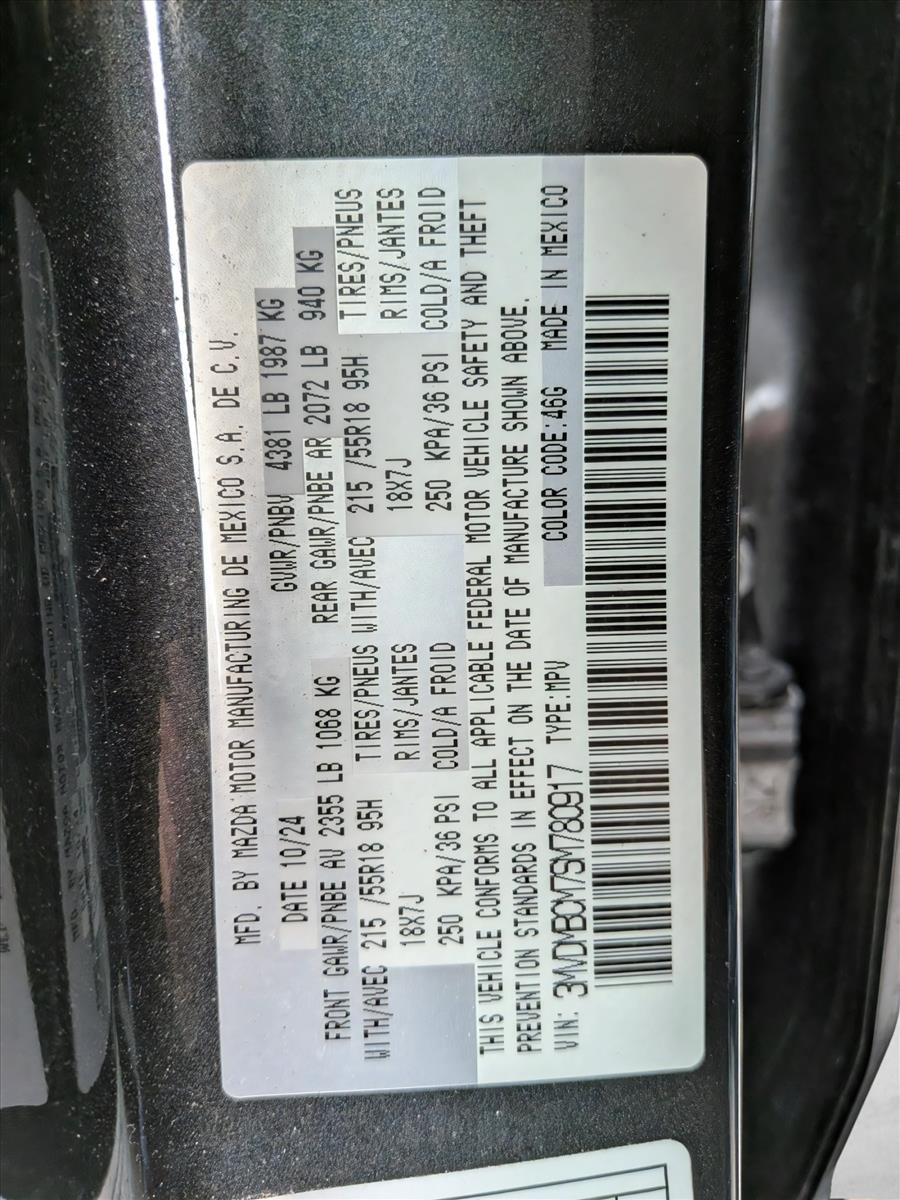 MFD. BY MAZDA MOTOR MANUFACTURING DE MEXICO S.A. DE C.V.
DATE 10/24 GVWR/PNBV 4381 LB 1987 KG
FRONT GAWR/PNBE AV 2355 LB 1068 KG REAR GAWR/PNBE AR 2072 LB 940 KG
WITH/AVEC 215 /55R18 95H TIRES/PNEUS WITH/AVEC 215 /55R18 95H TIRES/PNEUS
18X7J RIMS/JANTES 18X7J RIMS/JANTES
250 KPA/36 PSI COLD/A FROID 250 KPA/36 PSI COLD/A FROID
THIS VEHICLE CONFORMS TO ALL APPLICABLE FEDERAL MOTOR VEHICLE SAFETY AND THEFT
PREVENTION STANDARDS IN EFFECT ON THE DATE OF MANUFACTURE SHOWN ABOVE.
VIN: 3MVDMBCM7SM780917 TYPE:MPV COLOR CODE:46G MADE IN MEXICO